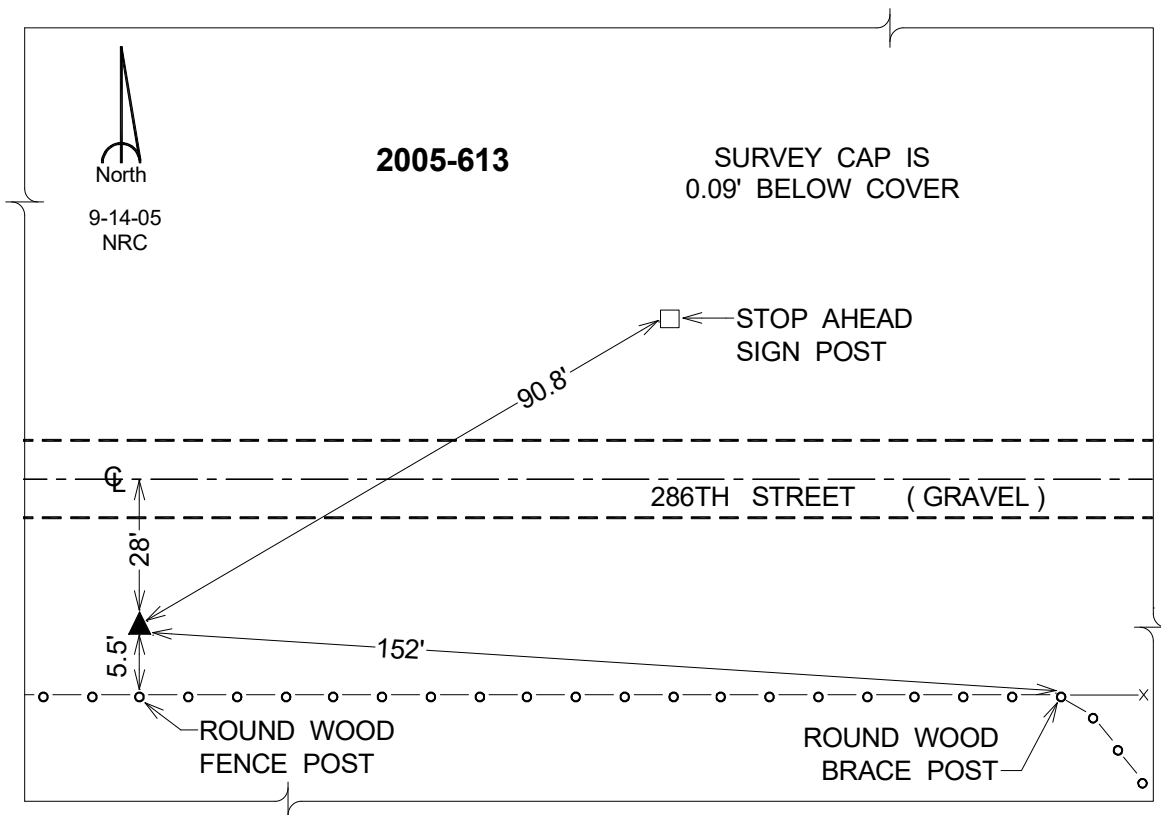 North
9-14-05
NRC
2005-613
SURVEY CAP IS
0.09' BELOW COVER
STOP AHEAD
SIGN POST
90.8'
℄
286TH STREET (GRAVEL)
28'
5.5'
152'
X
ROUND WOOD
FENCE POST
ROUND WOOD
BRACE POST